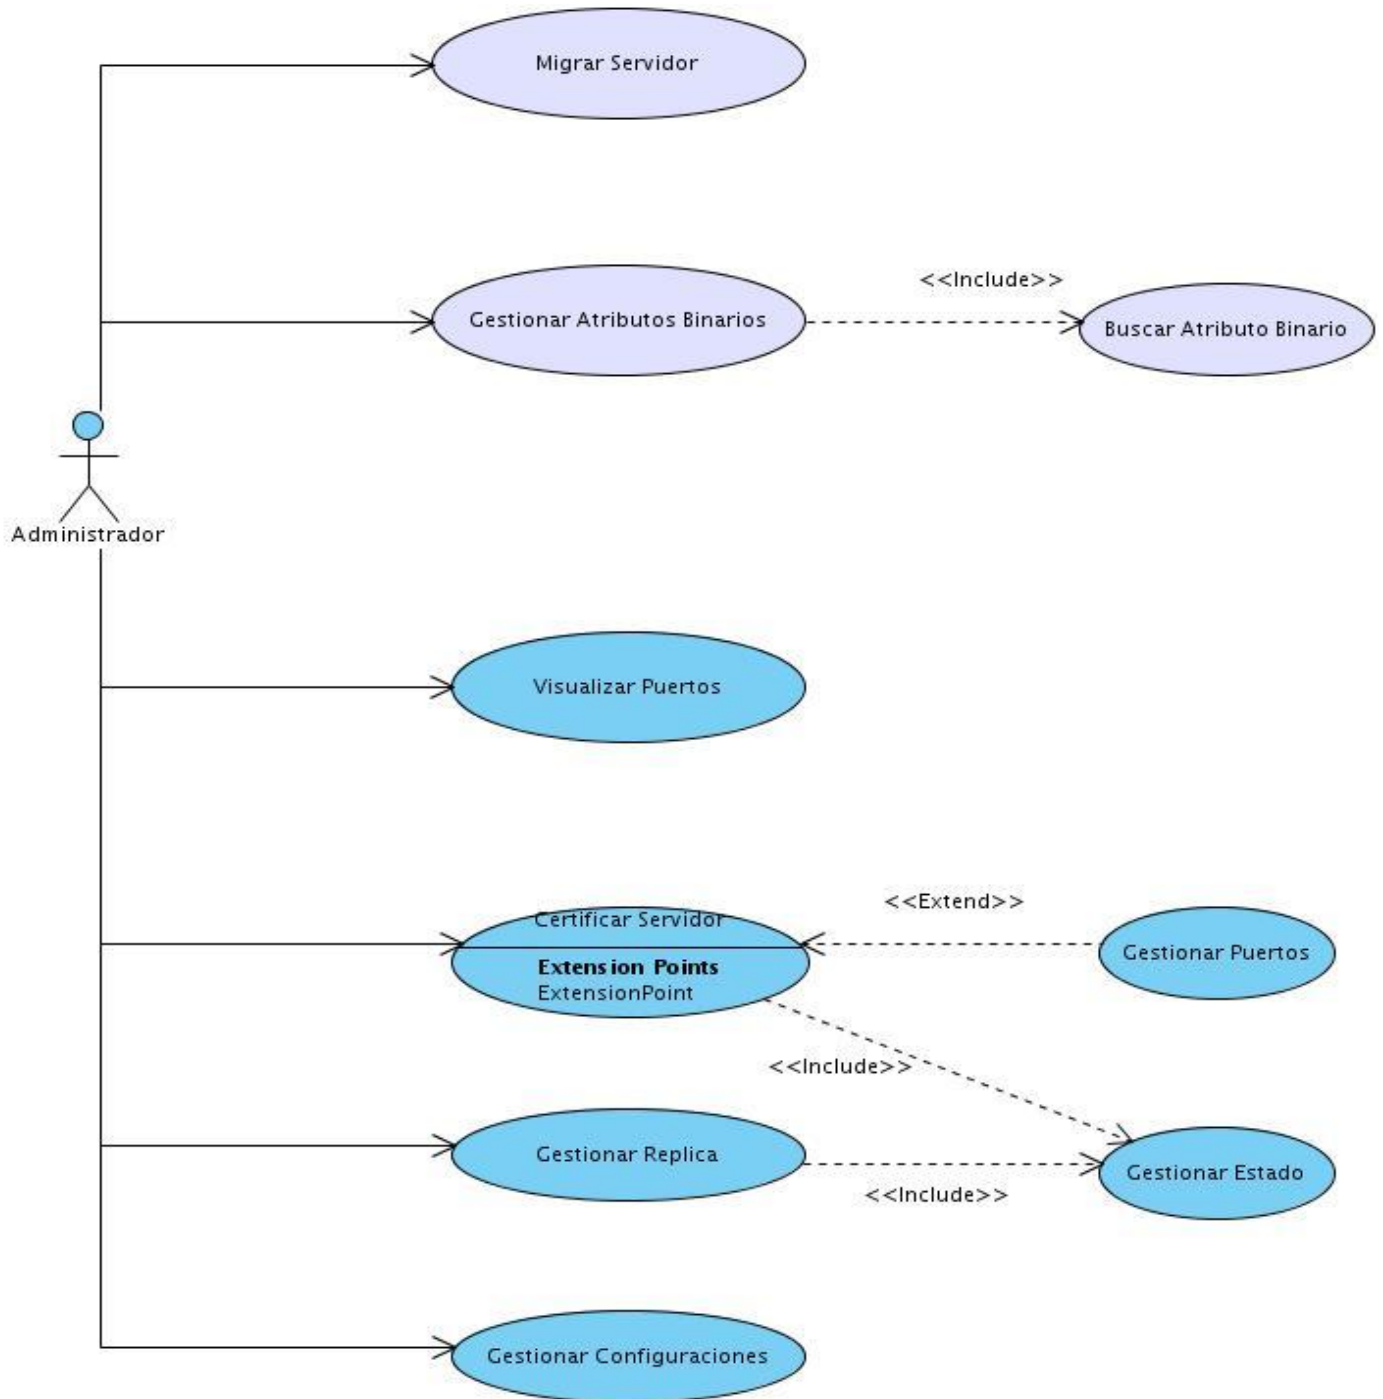 Migrar Servidor
<<Include>>
Gestionar Atributos Binarios
Buscar Atributo Binario
Administrador
Visualizar Puertos
<<Extend>>
Certificar Servidor
Gestionar Puertos
Extension Points
ExtensionPoint
<<Include>>
Gestionar Replica
Gestionar Estado
<<Include>>
Gestionar Configuraciones